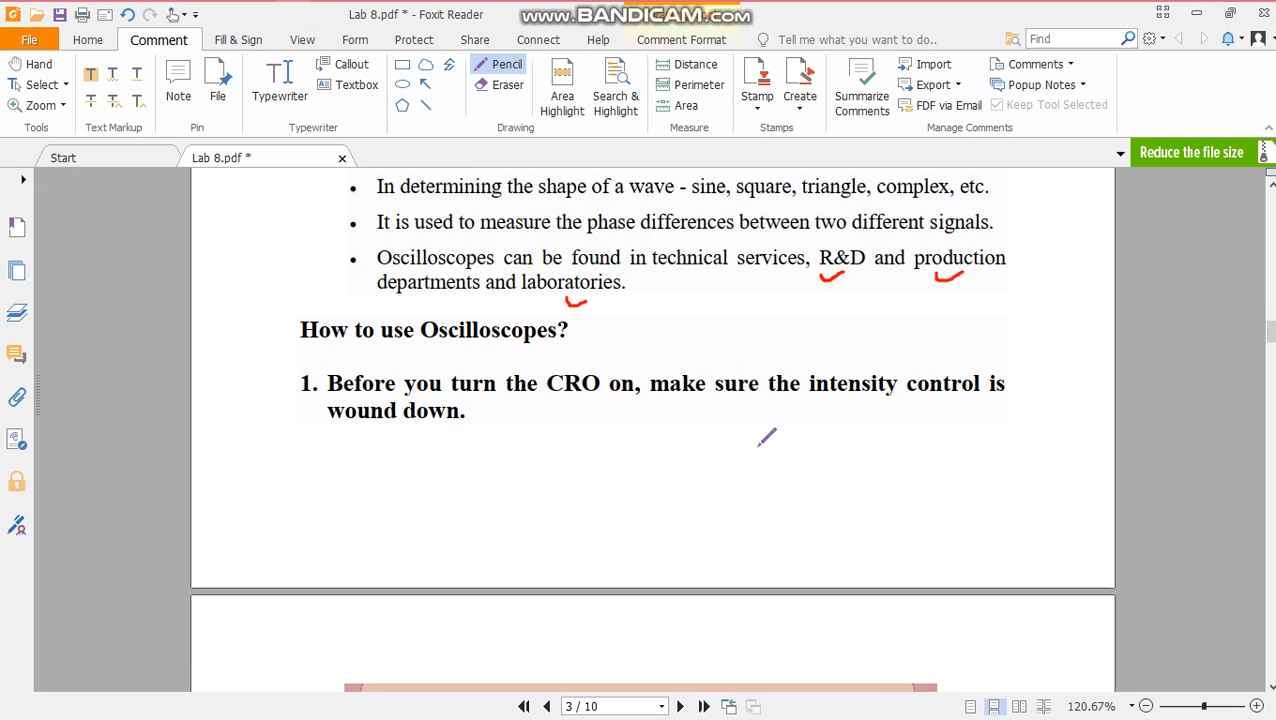 Lab 8.pdf * - Foxit Reader
www.BANDICAM.com
File Home Comment Fill & Sign View Form Protect Share Connect Help Comment Format Tell me what you want to do.. Find
Hand
Select
Zoom
Tools
Text Markup
Note
File
Pin
Typewriter
Callout
Textbox
Typewriter
Pencil
Eraser
Drawing
Area Highlight
Search & Highlight
Distance
Perimeter
Area
Measure
Stamp
Create
Stamps
Summarize Comments
Import
Export
FDF via Email
Comments
Popup Notes
Keep Tool Selected
Manage Comments
Start
Lab 8.pdf *
Reduce the file size
• In determining the shape of a wave - sine, square, triangle, complex, etc.
• It is used to measure the phase differences between two different signals.
• Oscilloscopes can be found in technical services, R&D and production
departments and laboratories.
How to use Oscilloscopes?
1. Before you turn the CRO on, make sure the intensity control is
wound down.
3 / 10
120.67%